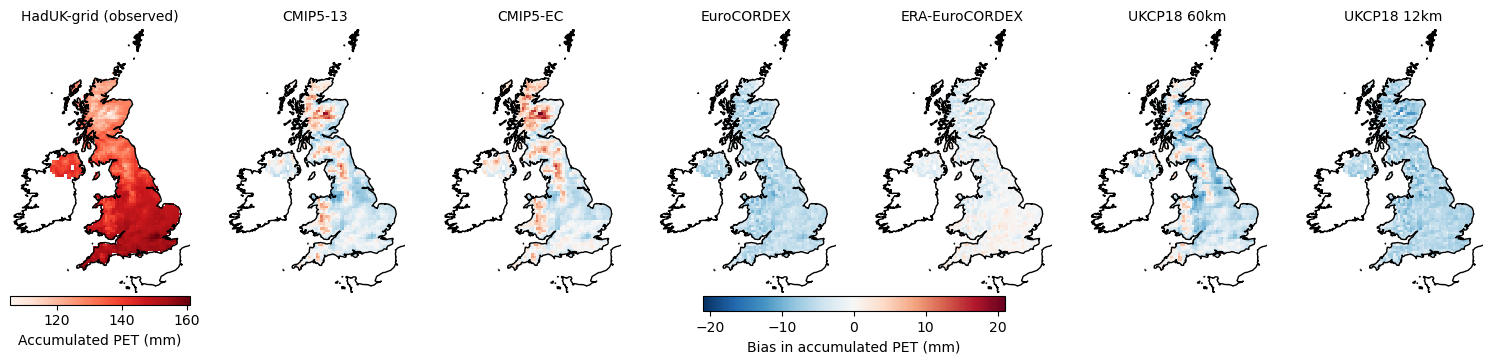 HadUK-grid (observed)
CMIP5-13
CMIP5-EC
EuroCORDEX
ERA-EuroCORDEX
UKCP18 60km
UKCP18 12km
120 140 160
Accumulated PET (mm)
−20 −10 0 10 20
Bias in accumulated PET (mm)